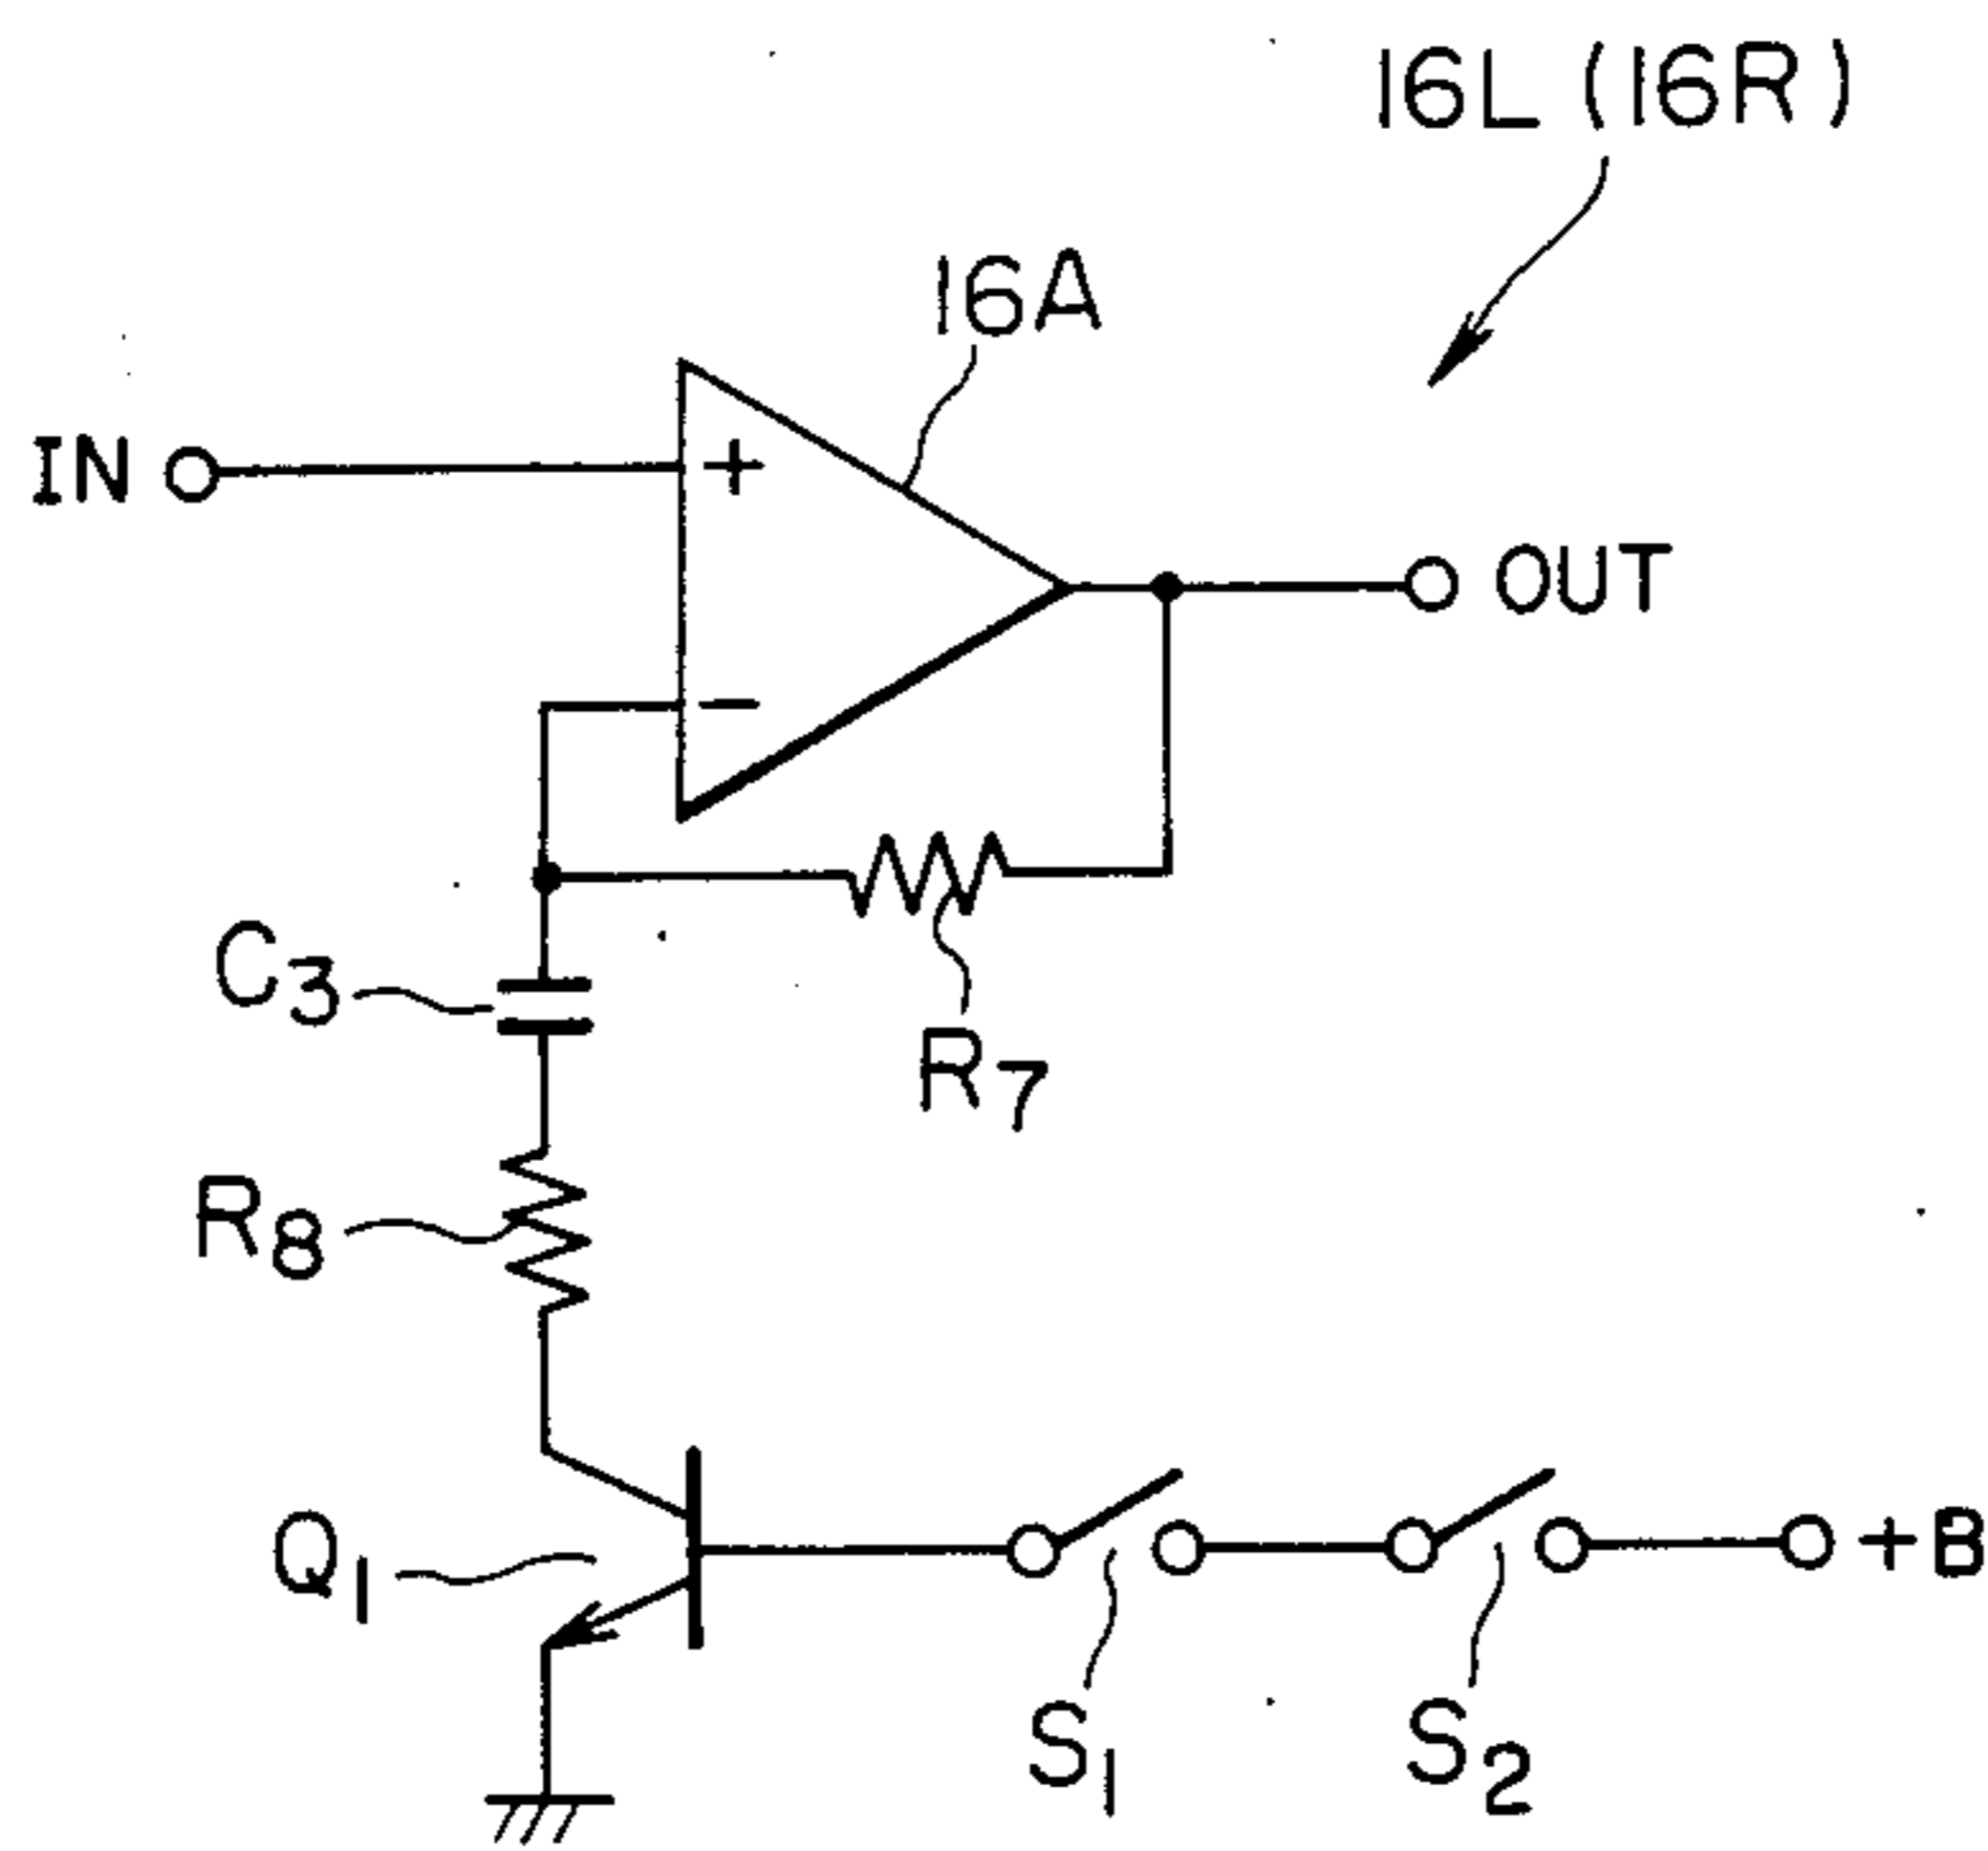 16L (16R)
16A
IN
+
OUT
−
C3
R7
R8
Q1
+B
S1
S2